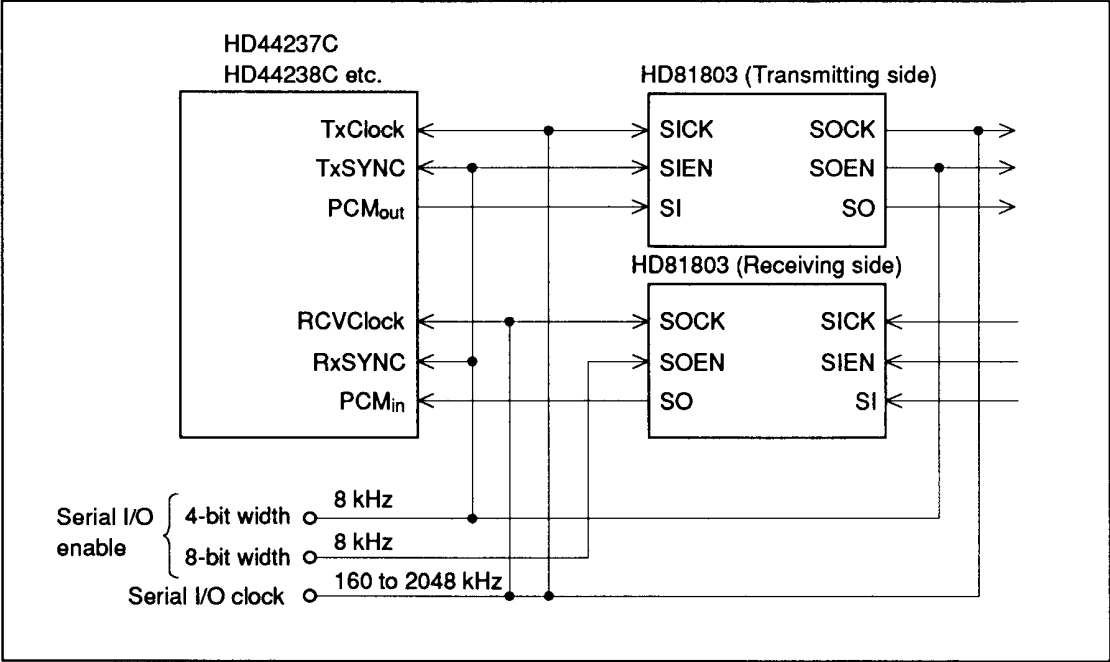 HD44237C
HD44238C etc.
HD81803 (Transmitting side)
TxClock
TxSYNC
PCMout
RCVClock
RxSYNC
PCMin
SICK
SIEN
SI
SOCK
SOEN
SO
HD81803 (Receiving side)
SOCK
SOEN
SO
SICK
SIEN
SI
Serial I/O
enable
4-bit width
8 kHz
8-bit width
8 kHz
Serial I/O clock
160 to 2048 kHz